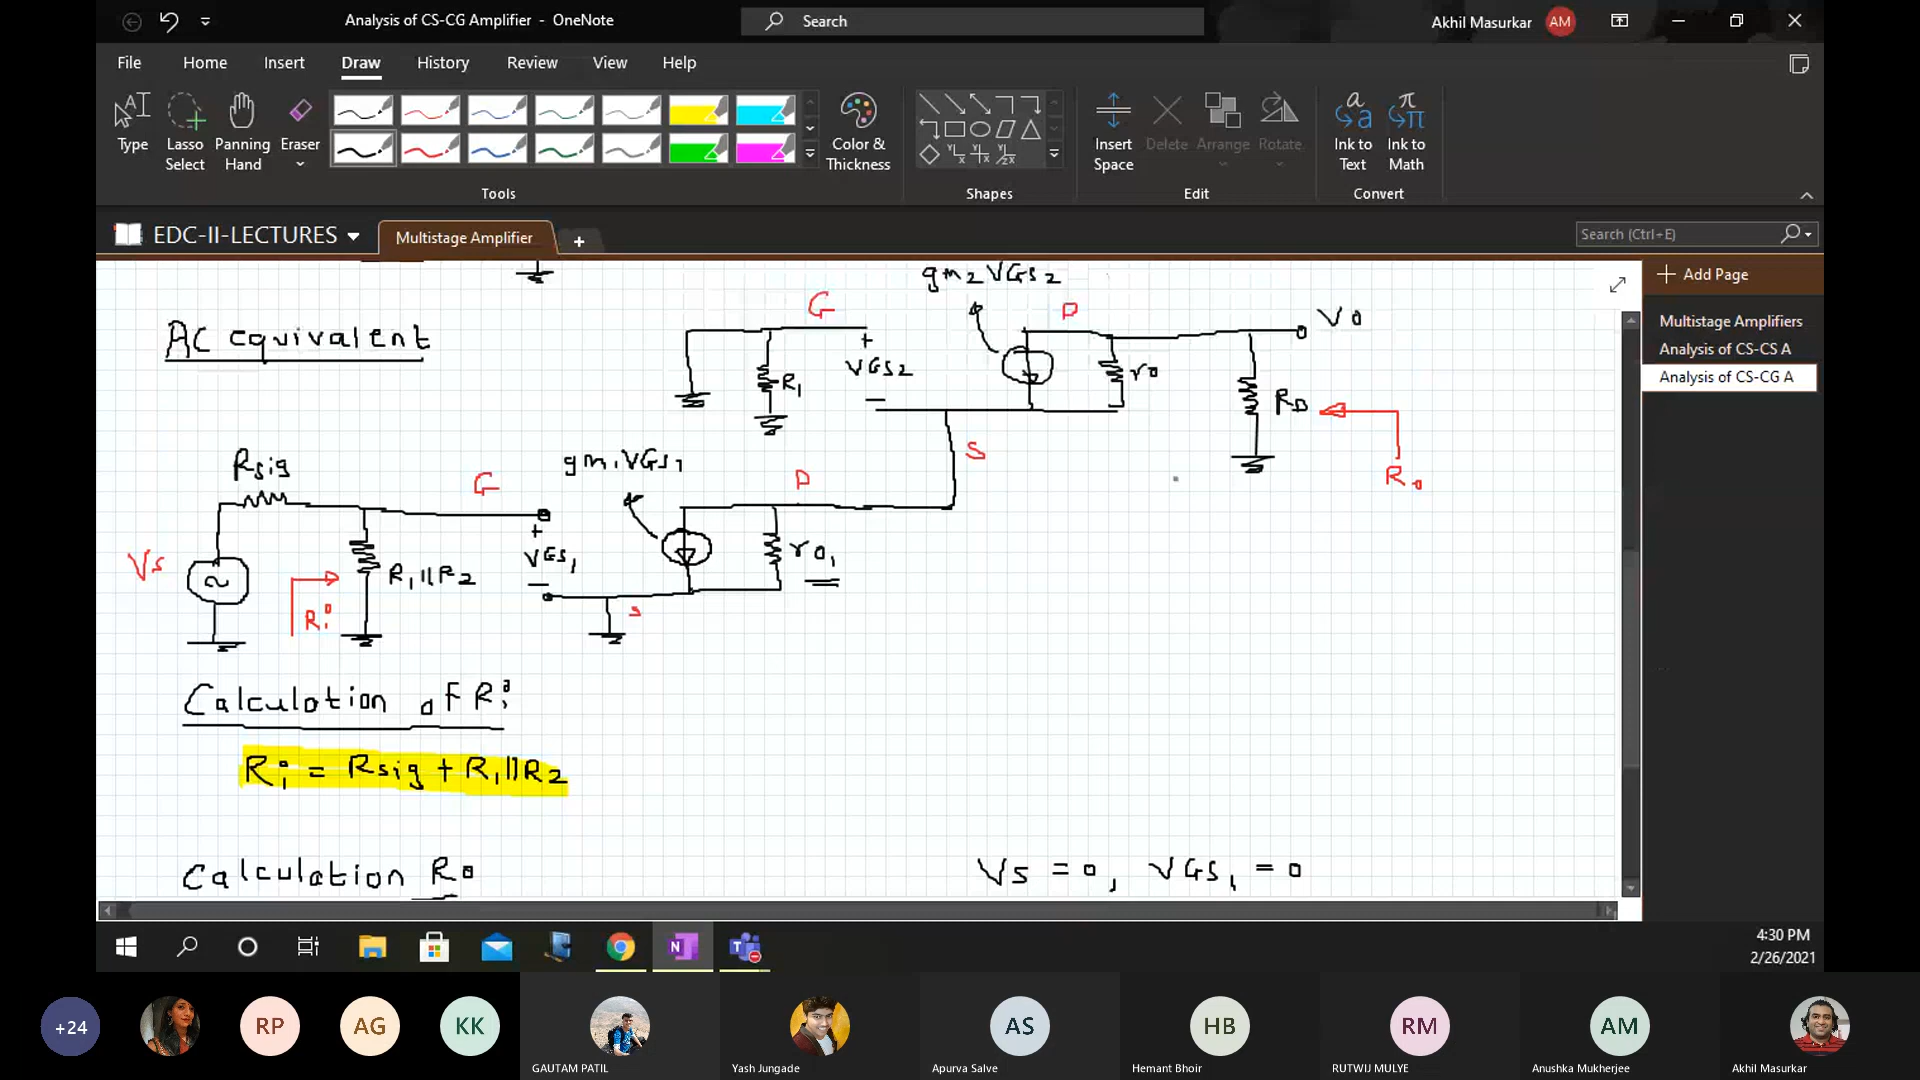 Analysis of CS-CG Amplifier - OneNote
Search
Akhil Masurkar
AM
File Home Insert Draw History Review View Help
Type
Lasso Select
Panning Hand
Eraser
Color & Thickness
Insert Space
Delete
Arrange
Rotate
Ink to Text
Ink to Math
Tools
Shapes
Edit
Convert
EDC-II-LECTURES
Multistage Amplifier
Search (Ctrl+E)
Add Page
Multistage Amplifiers
Analysis of CS-CS A
Analysis of CS-CG A
gm2VGS2
AC equivalent
G
D
Vo
+
VGS2
-
R1
ro
RD
S
Ro
Rsig
gm1VGS1
G
D
Vs
+
VGS1
-
R1||R2
ro1
Ri
s
Calculation of Ri
Ri = Rsig + R1||R2
Calculation Ro
Vs = 0, VGS1 = 0
4:30 PM
2/26/2021
+24
RP
AG
KK
AS
HB
RM
AM
GAUTAM PATIL
Yash Jungade
Apurva Salve
Hemant Bhoir
RUTWIJ MULYE
Anushka Mukherjee
Akhil Masurkar